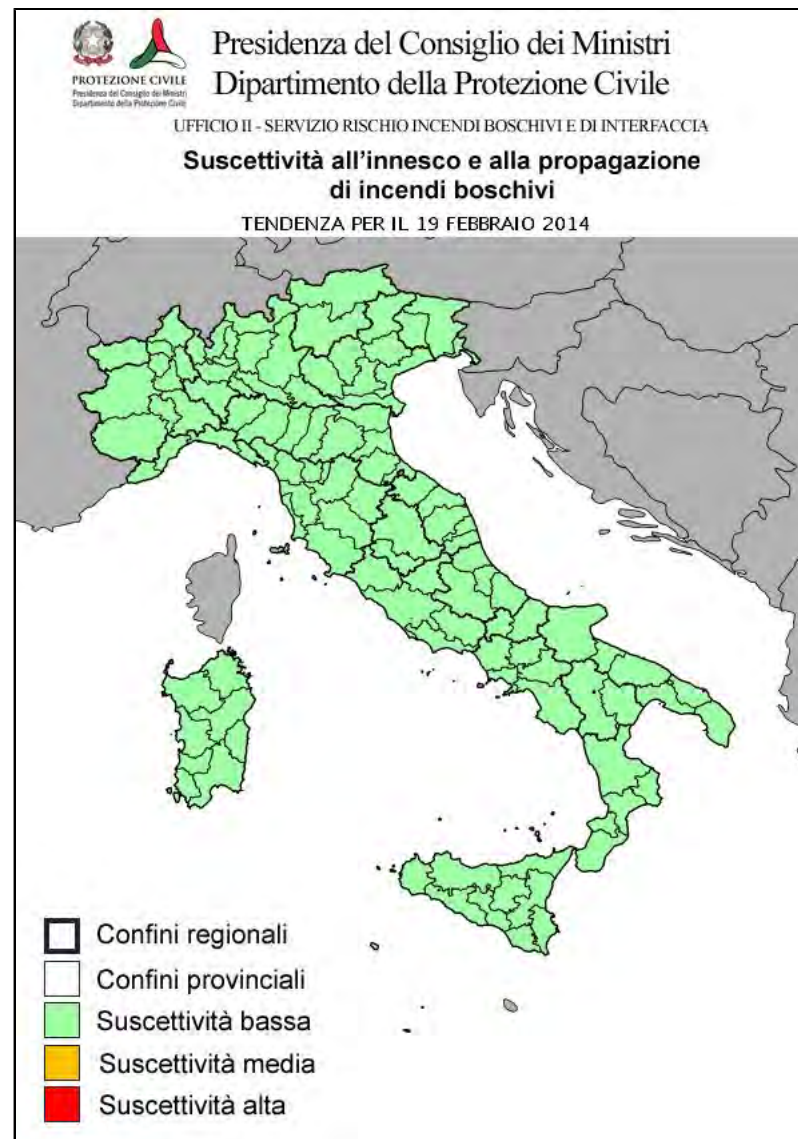 Presidenza del Consiglio dei Ministri
Dipartimento della Protezione Civile
PROTEZIONE CIVILE
Presidenza del Consiglio dei Ministri
Dipartimento della Protezione Civile
UFFICIO II - SERVIZIO RISCHIO INCENDI BOSCHIVI E DI INTERFACCIA
Suscettività all'innesco e alla propagazione
di incendi boschivi
TENDENZA PER IL 19 FEBBRAIO 2014
Confini regionali
Confini provinciali
Suscettività bassa
Suscettività media
Suscettività alta